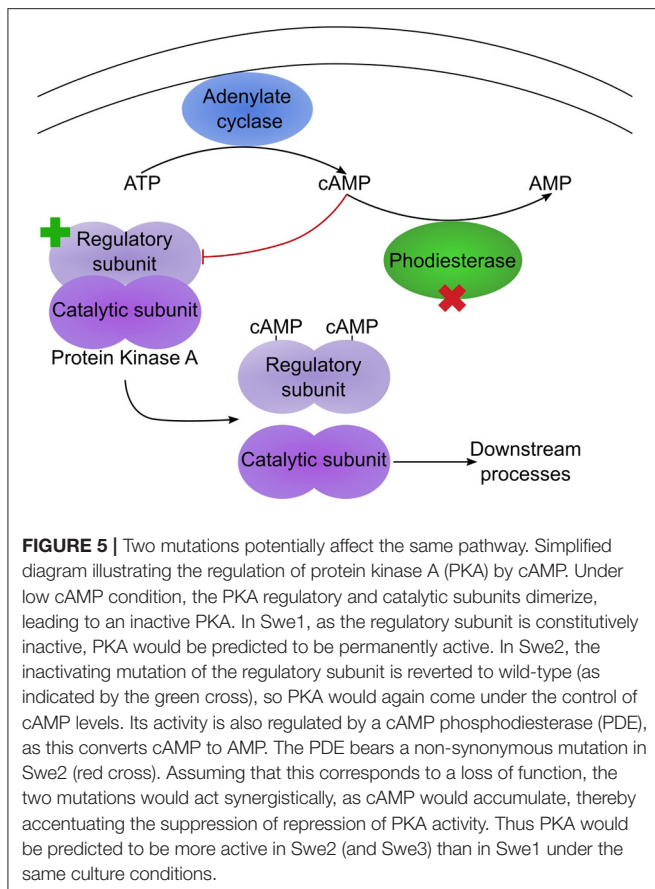 Adenylate
cyclase
ATP
cAMP
AMP
Regulatory
subunit
Phodiesterase
Catalytic subunit
Protein Kinase A
cAMP cAMP
Regulatory
subunit
Catalytic subunit
Downstream
processes
FIGURE 5 | Two mutations potentially affect the same pathway. Simplified
diagram illustrating the regulation of protein kinase A (PKA) by cAMP. Under
low cAMP condition, the PKA regulatory and catalytic subunits dimerize,
leading to an inactive PKA. In Swe1, as the regulatory subunit is constitutively
inactive, PKA would be predicted to be permanently active. In Swe2, the
inactivating mutation of the regulatory subunit is reverted to wild-type (as
indicated by the green cross), so PKA would again come under the control of
cAMP levels. Its activity is also regulated by a cAMP phosphodiesterase (PDE),
as this converts cAMP to AMP. The PDE bears a non-synonymous mutation in
Swe2 (red cross). Assuming that this corresponds to a loss of function, the
two mutations would act synergistically, as cAMP would accumulate, thereby
accentuating the suppression of repression of PKA activity. Thus PKA would
be predicted to be more active in Swe2 (and Swe3) than in Swe1 under the
same culture conditions.